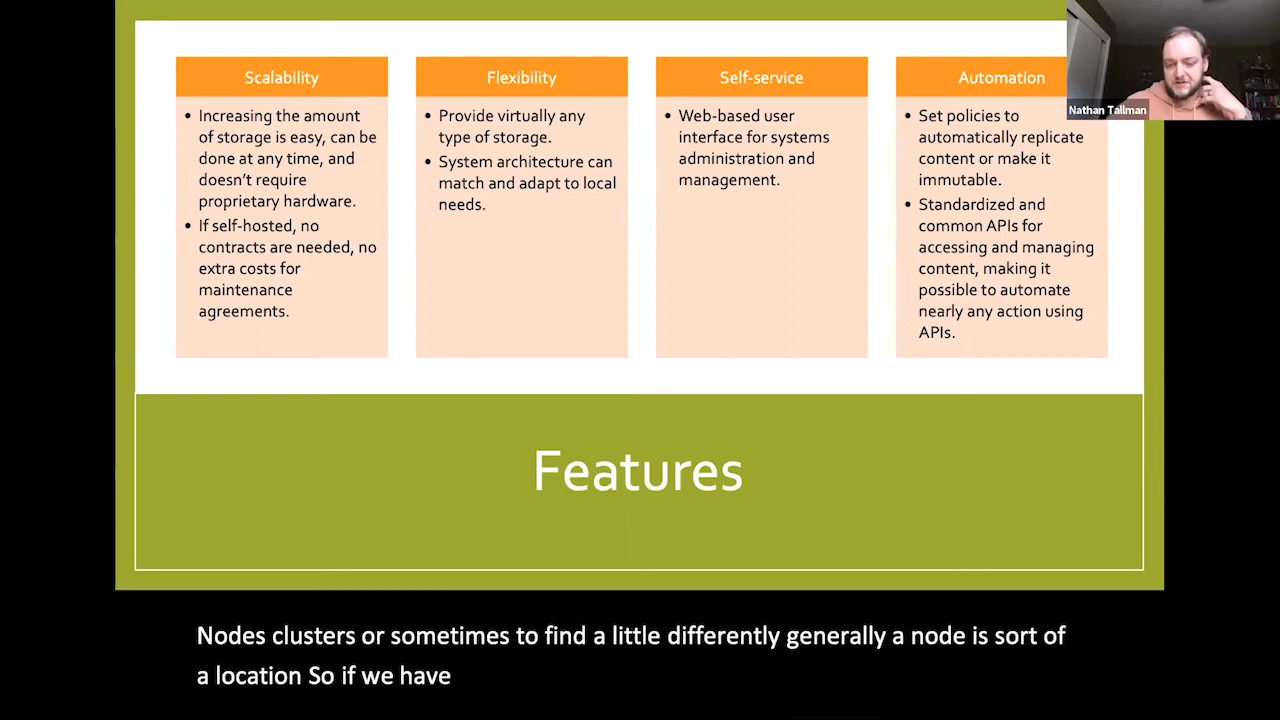 Scalability
• Increasing the amount
of storage is easy, can be
done at any time, and
doesn't require
proprietary hardware.
• If self-hosted, no
contracts are needed, no
extra costs for
maintenance
agreements.
Flexibility
• Provide virtually any
type of storage.
• System architecture can
match and adapt to local
needs.
Self-service
• Web-based user
interface for systems
administration and
management.
Automation
• Set policies to
automatically replicate
content or make it
immutable.
• Standardized and
common APIs for
accessing and managing
content, making it
possible to automate
nearly any action using
APIs.
Nathan Tallman
Features
Nodes clusters or sometimes to find a little differently generally a node is sort of
a location So if we have